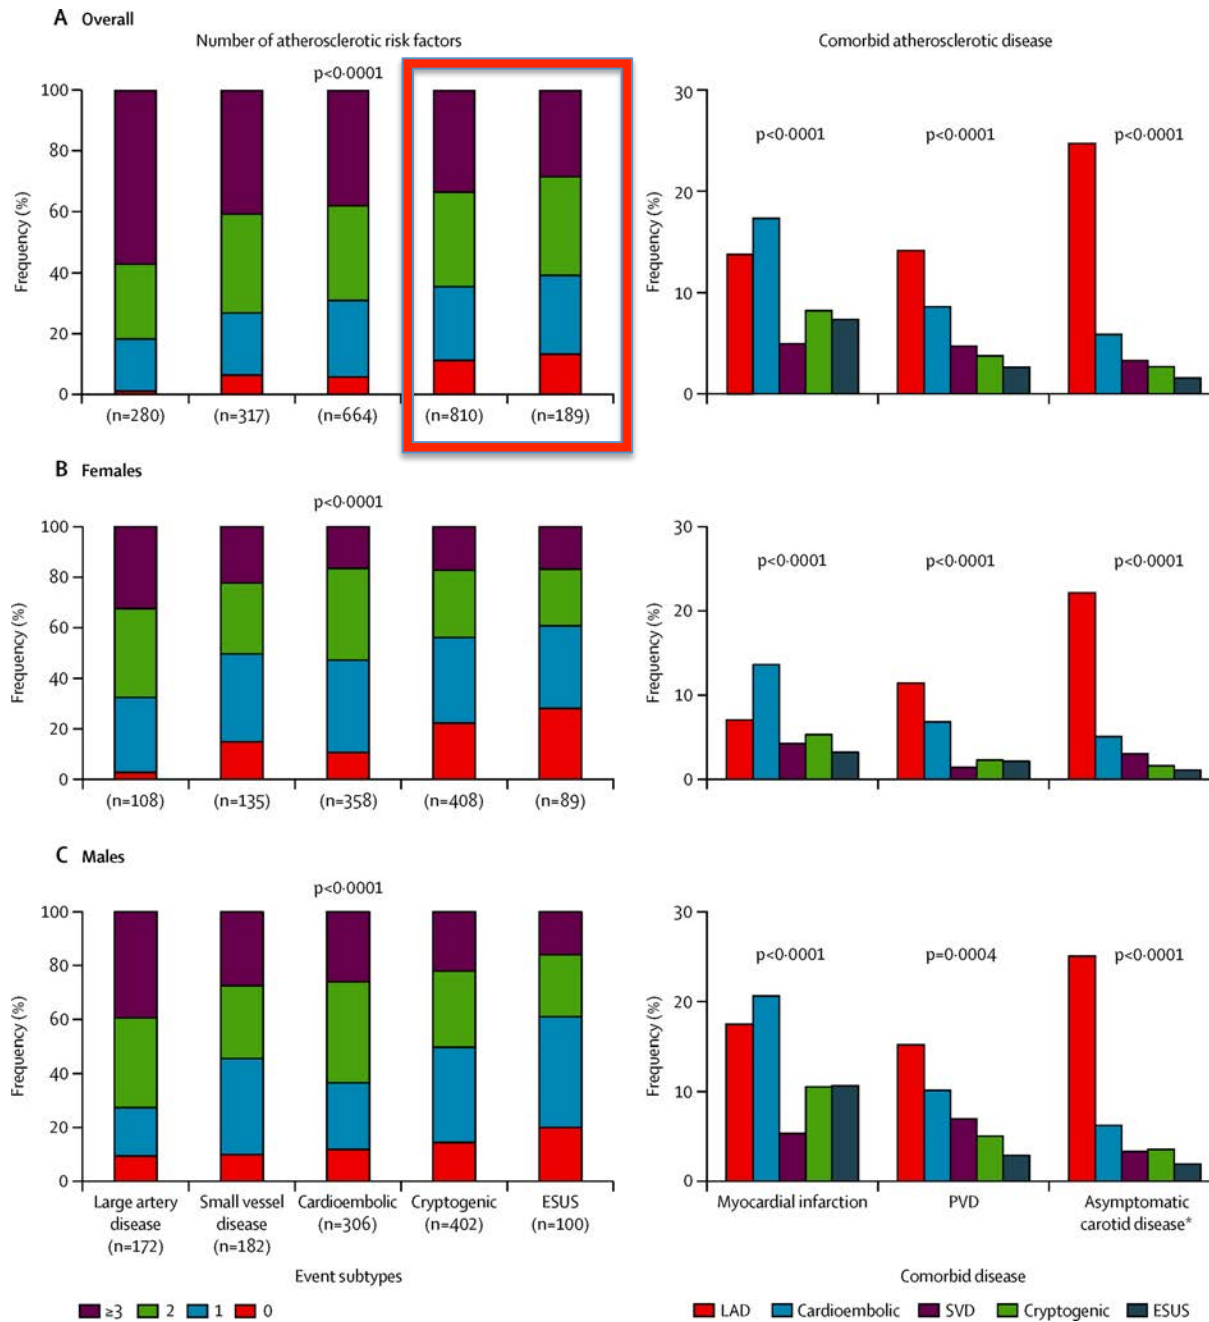 A Overall
Number of atherosclerotic risk factors
Comorbid atherosclerotic disease
p<0·0001
100
80
60
40
20
0
Frequency (%)
(n=280)
(n=317)
(n=664)
(n=810)
(n=189)
30
20
10
0
Frequency (%)
p<0·0001
p<0·0001
p<0·0001
B Females
p<0·0001
100
80
60
40
20
0
Frequency (%)
(n=108)
(n=135)
(n=358)
(n=408)
(n=89)
30
20
10
0
Frequency (%)
p<0·0001
p<0·0001
p<0·0001
C Males
p<0·0001
100
80
60
40
20
0
Frequency (%)
Large artery
disease
(n=172)
Small vessel
disease
(n=182)
Cardioembolic
(n=306)
Cryptogenic
(n=402)
ESUS
(n=100)
Event subtypes
≥3 2 1 0
30
20
10
0
Frequency (%)
p<0·0001
p=0·0004
p<0·0001
Myocardial infarction
PVD
Asymptomatic
carotid disease*
Comorbid disease
LAD Cardioembolic SVD Cryptogenic ESUS